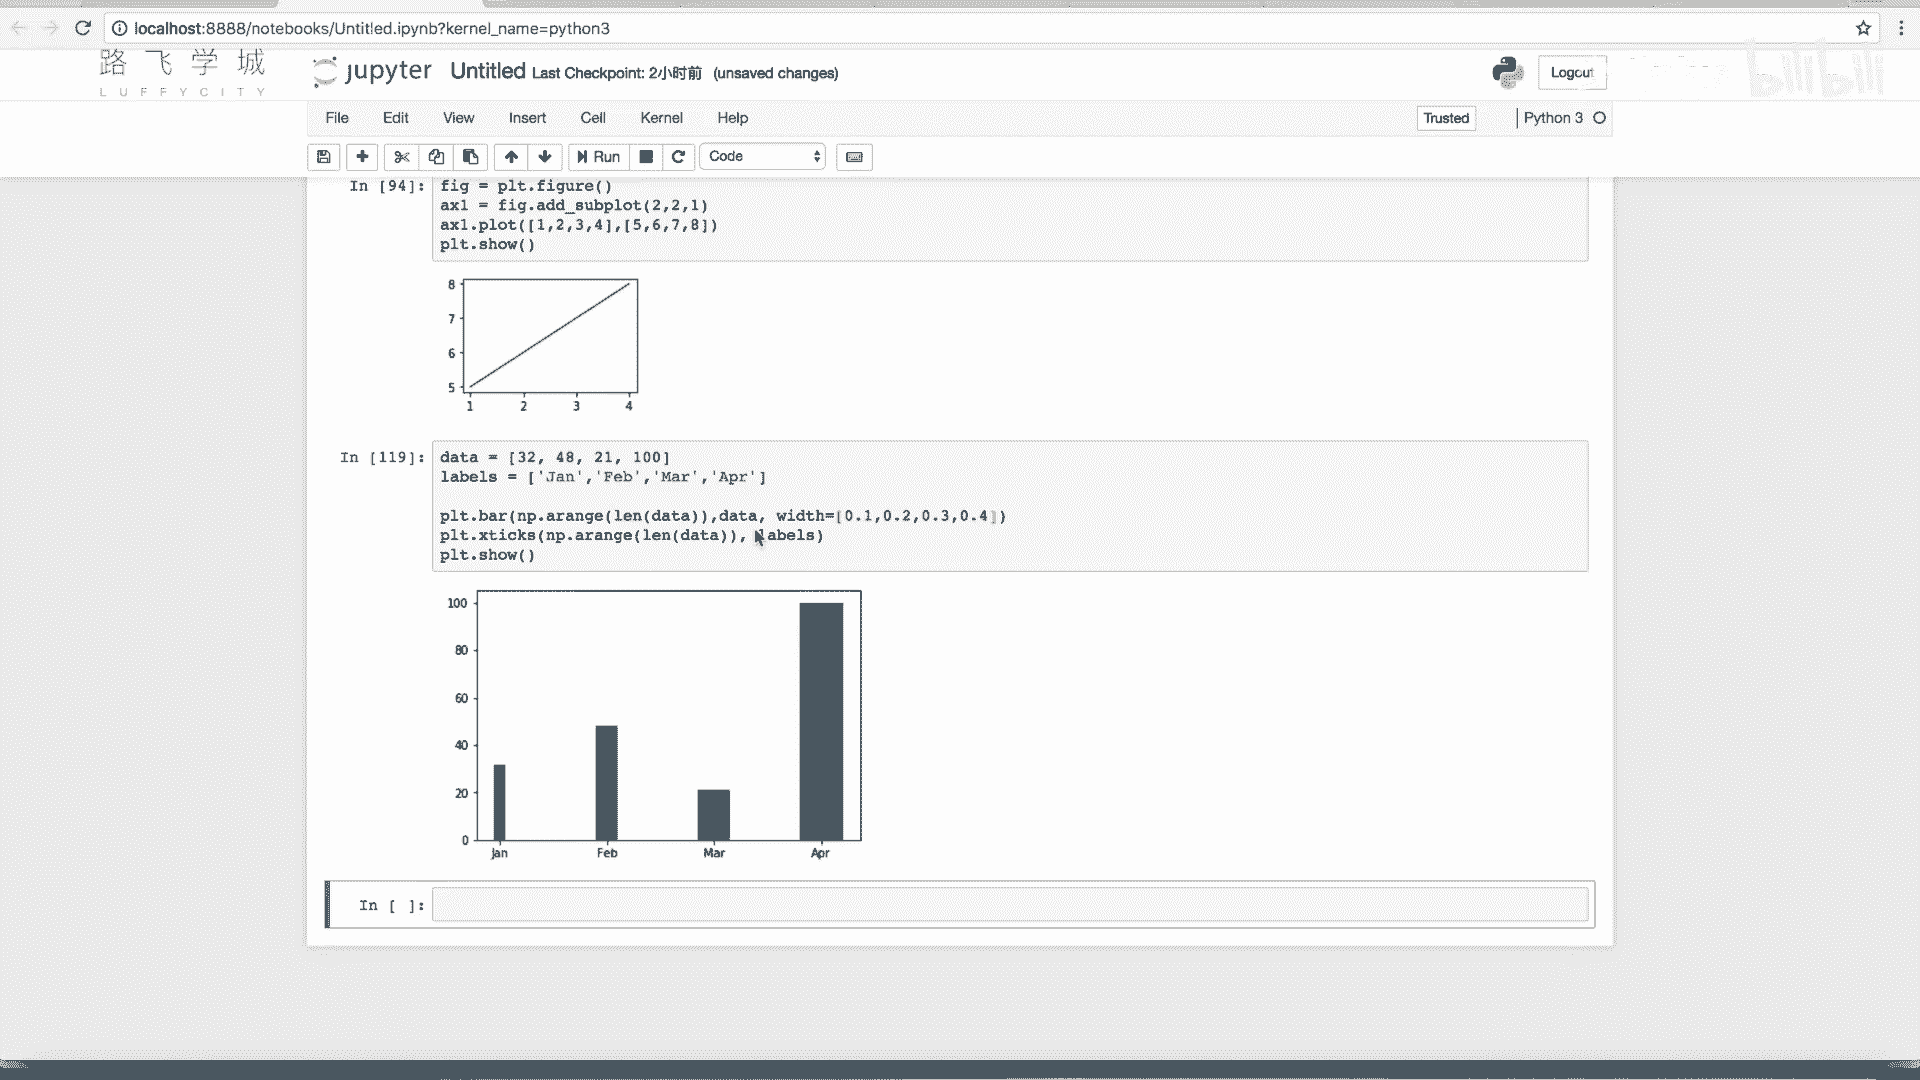 localhost:8888/notebooks/Untitled.ipynb?kernel_name=python3
路飞学城
LUFFYCITY
jupyter Untitled Last Checkpoint: 2小时前 (unsaved changes)
Logout
bilibili
File Edit View Insert Cell Kernel Help
Trusted
Python 3
Run
Code
In [94]:
fig = plt.figure()
ax1 = fig.add_subplot(2,2,1)
ax1.plot([1,2,3,4],[5,6,7,8])
plt.show()
8
7
6
5
1 2 3 4
In [119]:
data = [32, 48, 21, 100]
labels = ['Jan','Feb','Mar','Apr']
plt.bar(np.arange(len(data)),data, width=[0.1,0.2,0.3,0.4])
plt.xticks(np.arange(len(data)), labels)
plt.show()
100
80
60
40
20
0
Jan Feb Mar Apr
In [ ]: